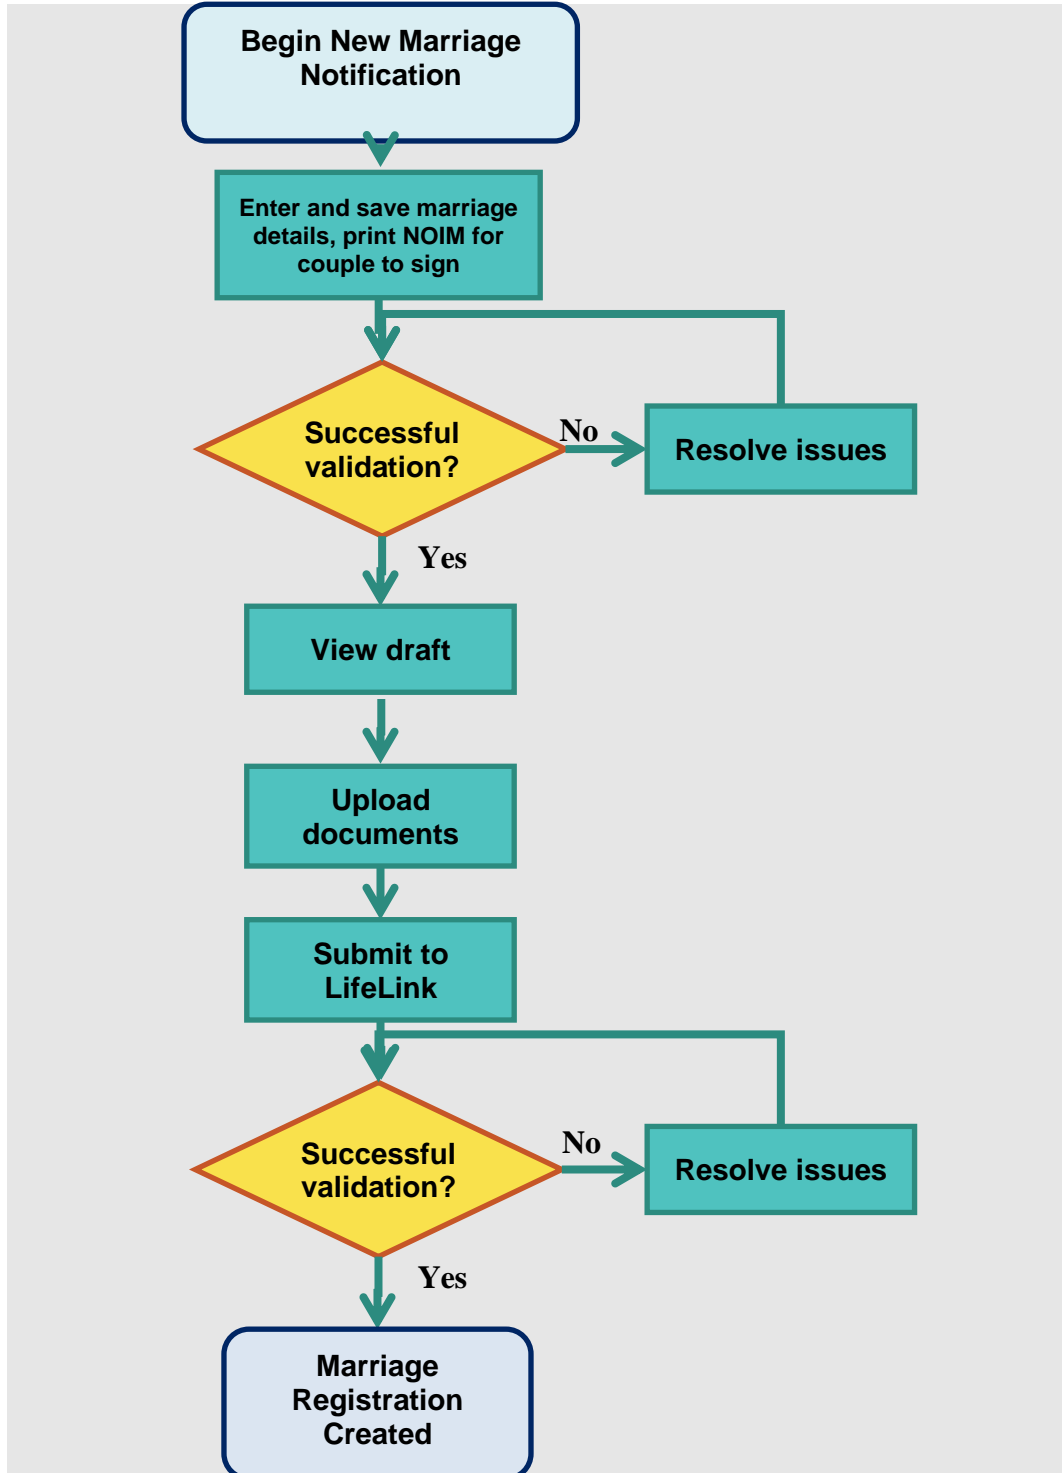 Begin New Marriage
Notification
Enter and save marriage
details, print NOIM for
couple to sign
Successful
validation?
No
Resolve issues
Yes
View draft
Upload
documents
Submit to
LifeLink
Successful
validation?
No
Resolve issues
Yes
Marriage
Registration
Created